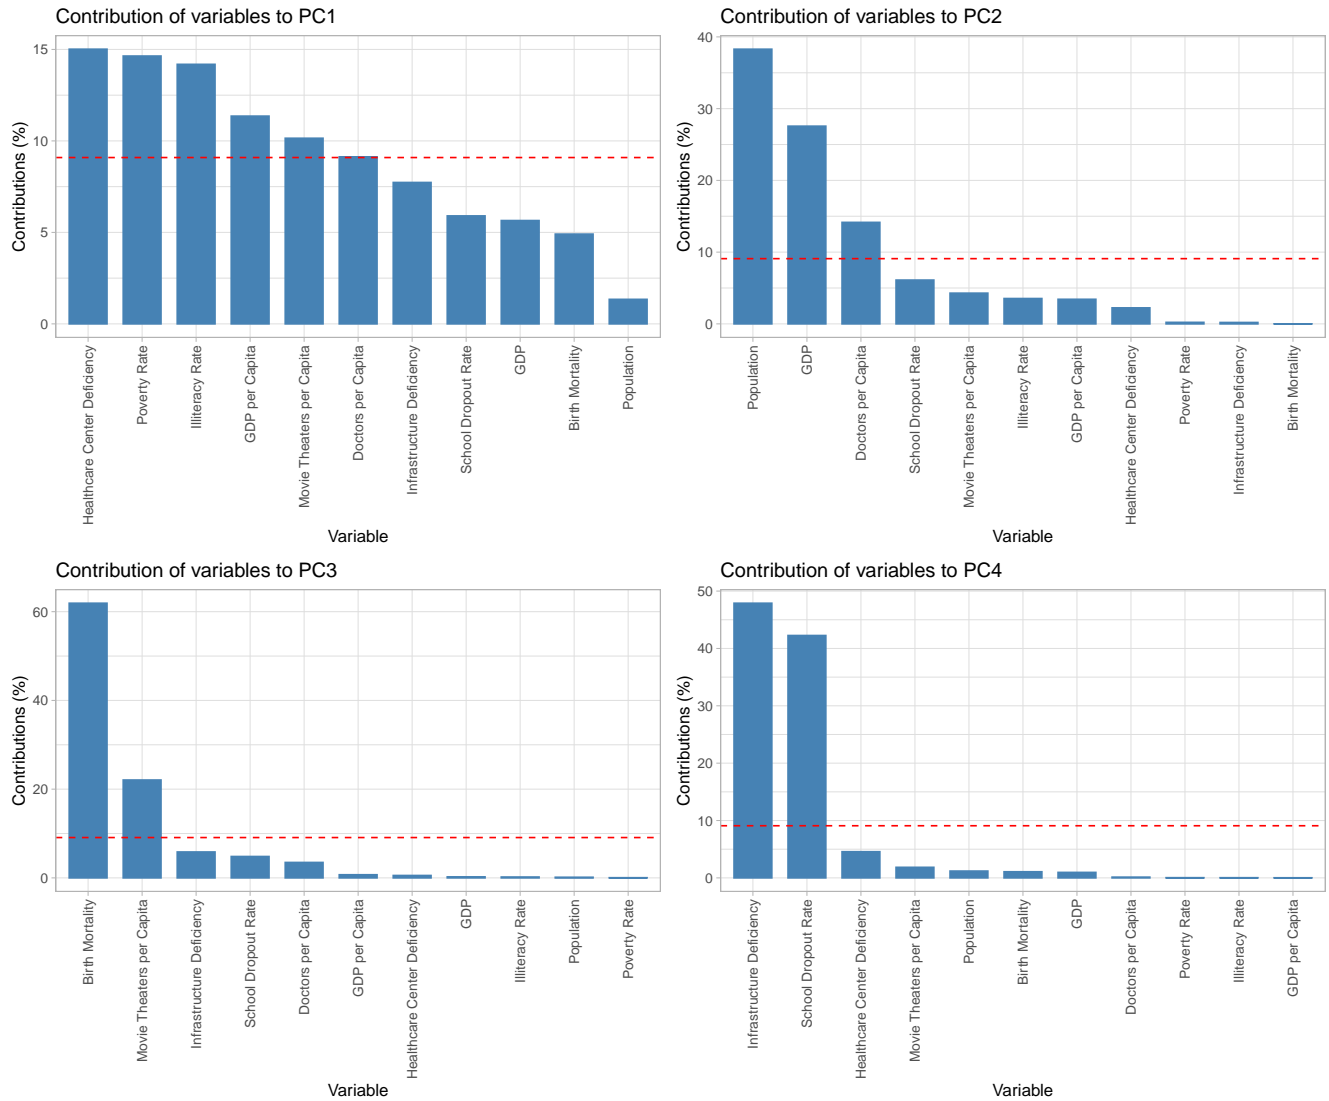 Contribution of variables to PC1
Contributions (%)
15
10
5
0
Healthcare Center Deficiency
Poverty Rate
Illiteracy Rate
GDP per Capita
Movie Theaters per Capita
Doctors per Capita
Infrastructure Deficiency
School Dropout Rate
GDP
Birth Mortality
Population
Variable
Contribution of variables to PC2
Contributions (%)
40
30
20
10
0
Population
GDP
Doctors per Capita
School Dropout Rate
Movie Theaters per Capita
Illiteracy Rate
GDP per Capita
Healthcare Center Deficiency
Poverty Rate
Infrastructure Deficiency
Birth Mortality
Variable
Contribution of variables to PC3
Contributions (%)
60
40
20
0
Birth Mortality
Movie Theaters per Capita
Infrastructure Deficiency
School Dropout Rate
Doctors per Capita
GDP per Capita
Healthcare Center Deficiency
GDP
Illiteracy Rate
Population
Poverty Rate
Variable
Contribution of variables to PC4
Contributions (%)
50
40
30
20
10
0
Infrastructure Deficiency
School Dropout Rate
Healthcare Center Deficiency
Movie Theaters per Capita
Population
Birth Mortality
GDP
Doctors per Capita
Poverty Rate
Illiteracy Rate
GDP per Capita
Variable